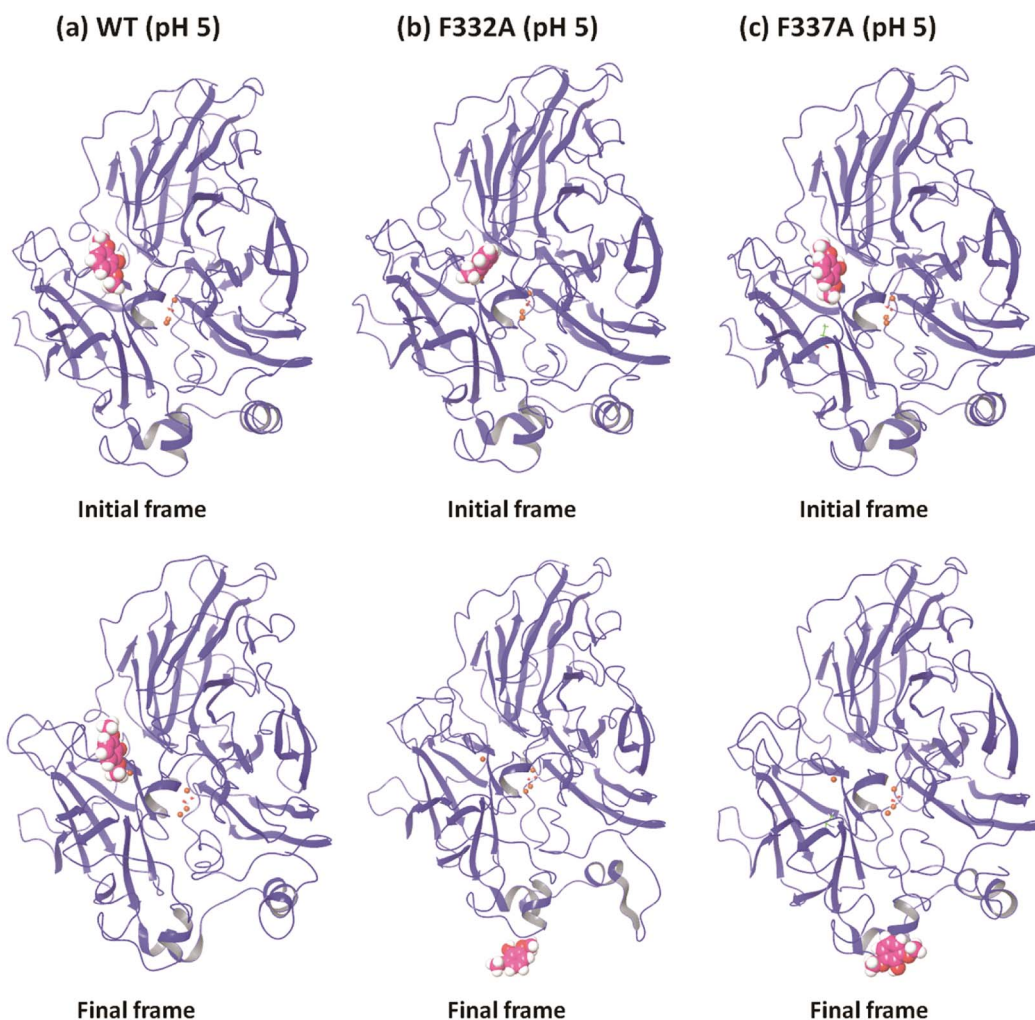 (a) WT (pH 5)
(b) F332A (pH 5)
(c) F337A (pH 5)
Initial frame
Initial frame
Initial frame
Final frame
Final frame
Final frame